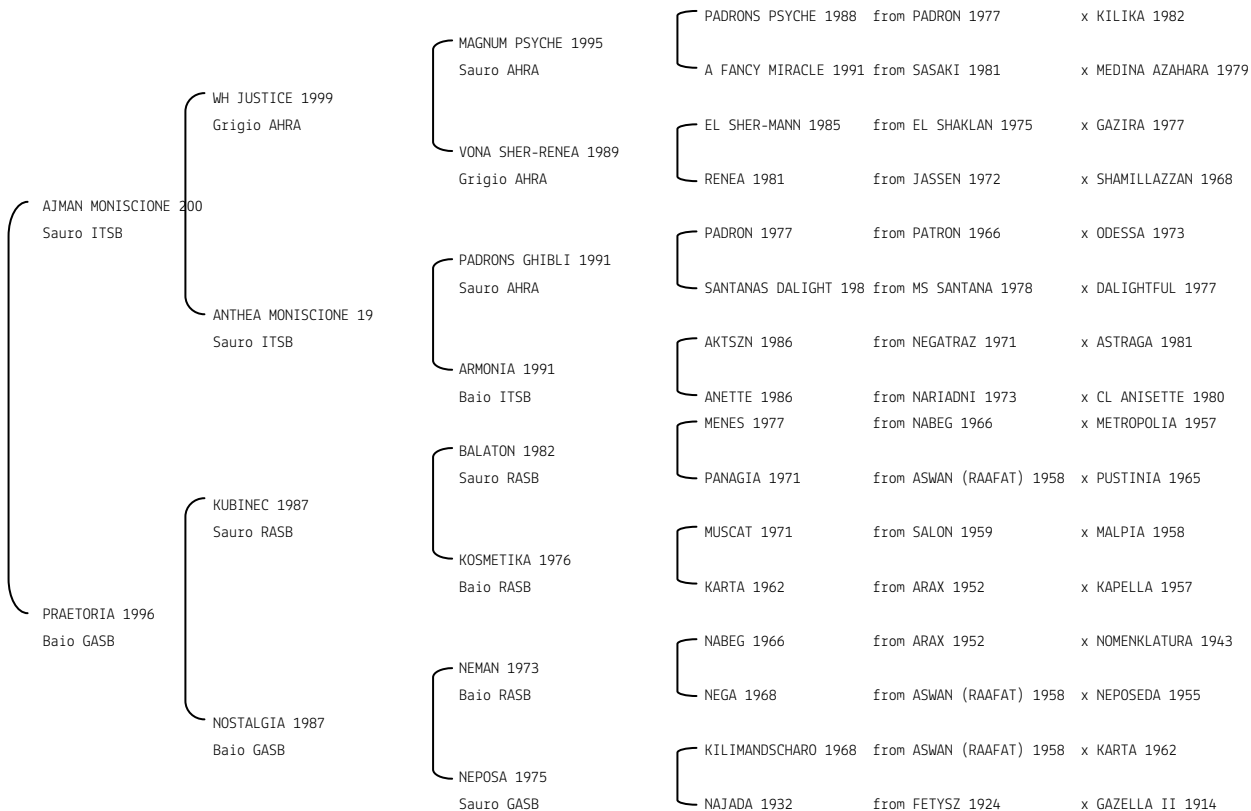 PADRONS PSYCHE 1988 from PADRON 1977 x KILIKA 1982
MAGNUM PSYCHE 1995
Sauro AHRA
A FANCY MIRACLE 1991 from SASAKI 1981 x MEDINA AZAHARA 1979
WH JUSTICE 1999
Grigio AHRA
EL SHER-MANN 1985 from EL SHAKLAN 1975 x GAZIRA 1977
VONA SHER-RENEA 1989
Grigio AHRA
RENEA 1981 from JASSEN 1972 x SHAMILLAZZAN 1968
AJMAN MONISCIONE 200
Sauro ITSB
PADRON 1977 from PATRON 1966 x ODESSA 1973
PADRONS GHIBLI 1991
Sauro AHRA
SANTANAS DALIGHT 198 from MS SANTANA 1978 x DALIGHTFUL 1977
ANTHEA MONISCIONE 19
Sauro ITSB
AKTSZN 1986 from NEGATRAZ 1971 x ASTRAGA 1981
ARMONIA 1991
Baio ITSB
ANETTE 1986 from NARIADNI 1973 x CL ANISETTE 1980
MENES 1977 from NABEG 1966 x METROPOLIA 1957
BALATON 1982
Sauro RASB
PANAGIA 1971 from ASWAN (RAAFAT) 1958 x PUSTINIA 1965
KUBINEC 1987
Sauro RASB
MUSCAT 1971 from SALON 1959 x MALPIA 1958
KOSMETIKA 1976
Baio RASB
KARTA 1962 from ARAX 1952 x KAPELLA 1957
PRAETORIA 1996
Baio GASB
NABEG 1966 from ARAX 1952 x NOMENKLATURA 1943
NEMAN 1973
Baio RASB
NEGA 1968 from ASWAN (RAAFAT) 1958 x NEPOSEDA 1955
NOSTALGIA 1987
Baio GASB
KILIMANDSCHARO 1968 from ASWAN (RAAFAT) 1958 x KARTA 1962
NEPOSA 1975
Sauro GASB
NAJADA 1932 from FETYSZ 1924 x GAZELLA II 1914